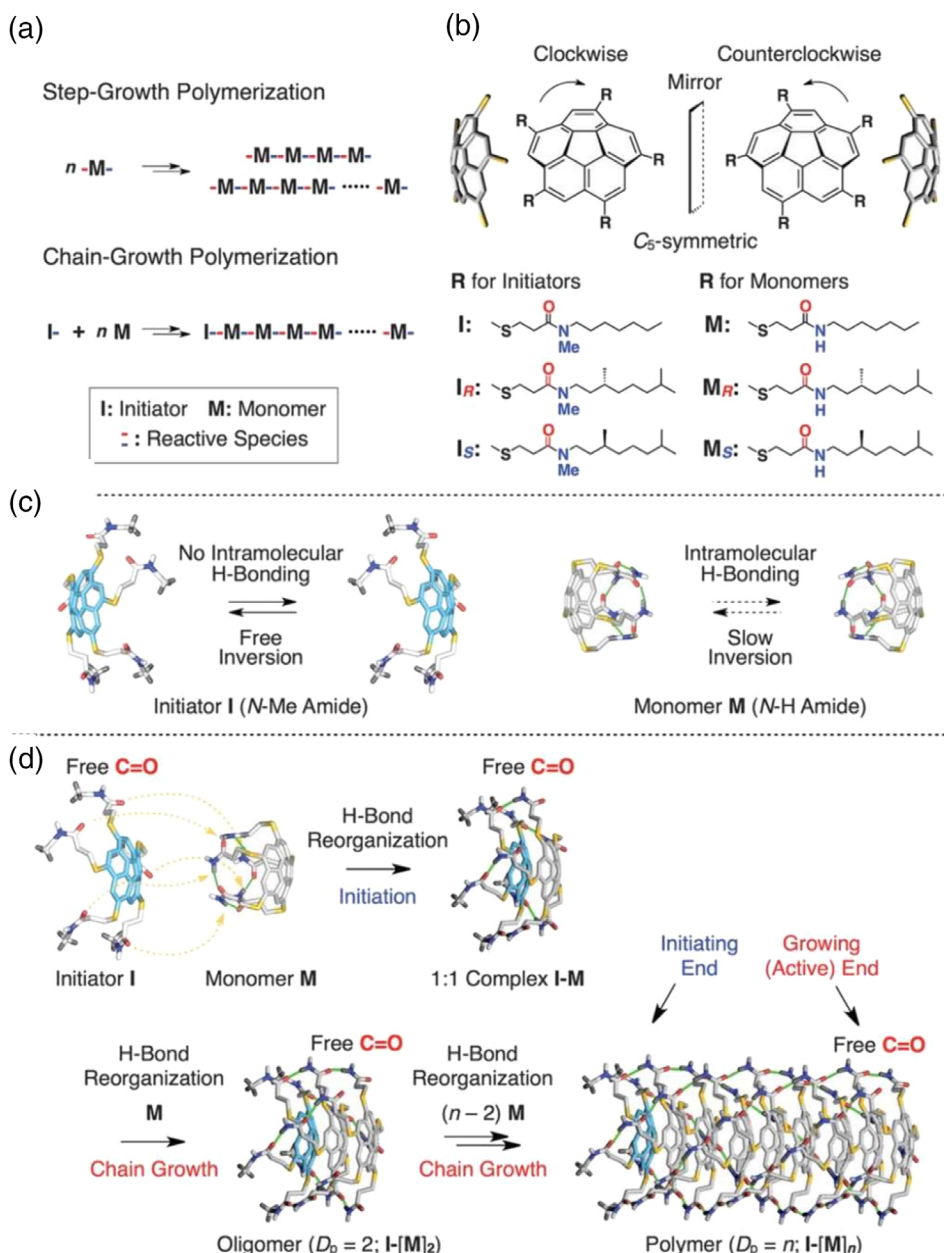 (a)
Step-Growth Polymerization
n -M-
-M--M--M--M-
-M--M--M--M- ····· -M-
Chain-Growth Polymerization
I- + n M
I--M--M--M--M- ····· -M-
I: Initiator M: Monomer
-- : Reactive Species
(b)
Clockwise
Counterclockwise
Mirror
R
R
R
R
R
R
R
R
R
R
C5-symmetric
R for Initiators
R for Monomers
I:
S
O
N
Me
M:
S
O
N
H
IR:
S
O
N
Me
MR:
S
O
N
H
IS:
S
O
N
Me
MS:
S
O
N
H
(c)
No Intramolecular
H-Bonding
Free
Inversion
Initiator I (N-Me Amide)
Intramolecular
H-Bonding
Slow
Inversion
Monomer M (N-H Amide)
(d)
Free C=O
Initiator I
Monomer M
H-Bond
Reorganization
Initiation
Free C=O
1:1 Complex I-M
Initiating
End
Growing
(Active) End
H-Bond
Reorganization
M
Chain Growth
Free C=O
Oligomer (Dp = 2; I-[M]2)
H-Bond
Reorganization
(n – 2) M
Chain Growth
Free C=O
Polymer (Dp = n; I-[M]n)